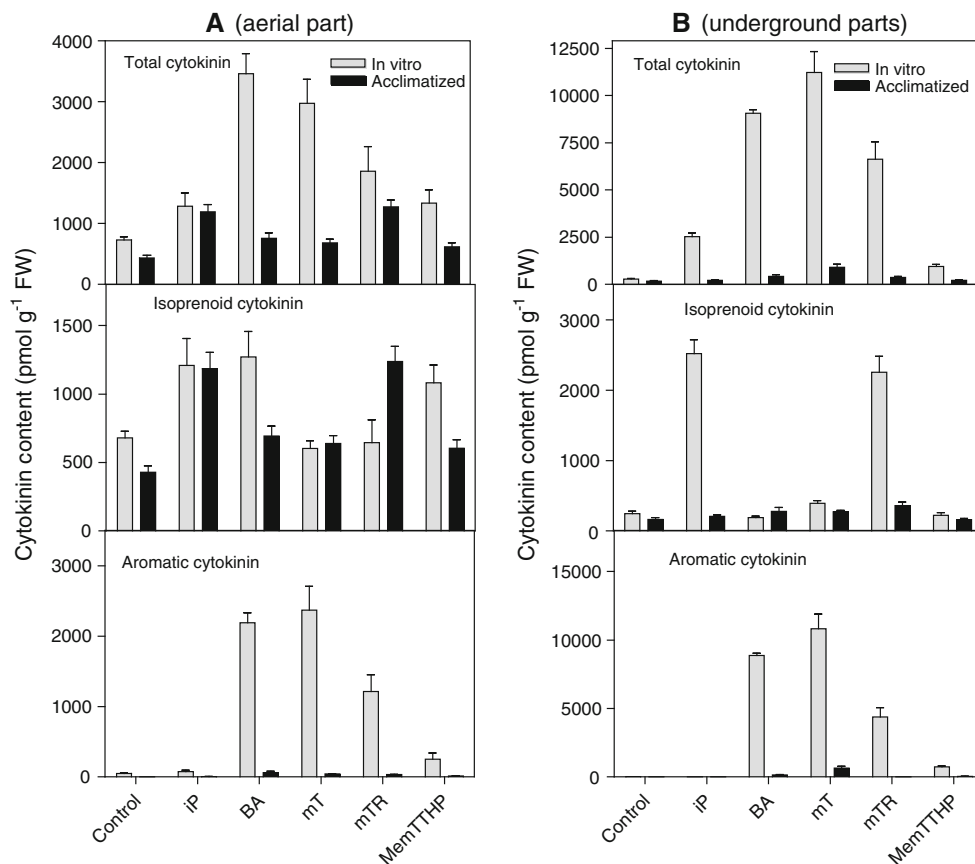 A (aerial part)
Cytokinin content (pmol g⁻¹ FW)
Total cytokinin
In vitro
Acclimatized
4000
3000
2000
1000
0
Isoprenoid cytokinin
1500
1000
500
0
Aromatic cytokinin
3000
2000
1000
0
Control
iP
BA
mT
mTR
MemTTHP
B (underground parts)
Cytokinin content (pmol g⁻¹ FW)
Total cytokinin
In vitro
Acclimatized
12500
10000
7500
5000
2500
0
Isoprenoid cytokinin
3000
2000
1000
0
Aromatic cytokinin
15000
10000
5000
0
Control
iP
BA
mT
mTR
MemTTHP